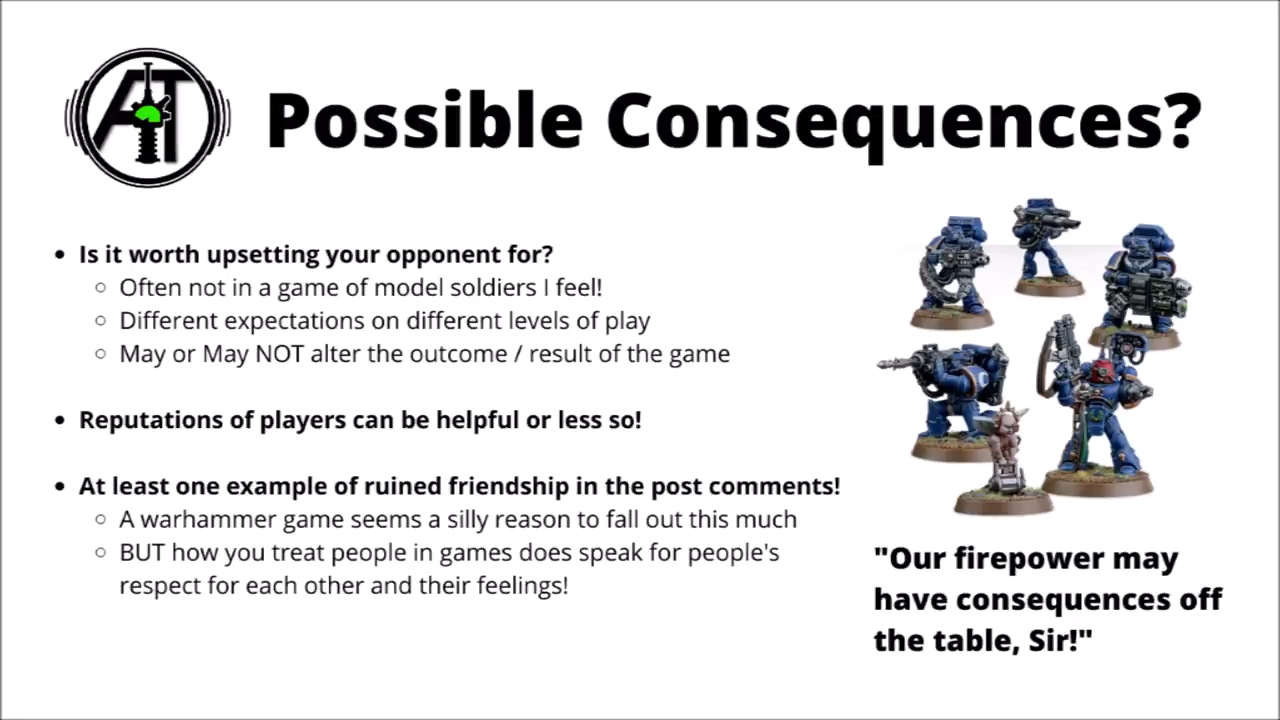 AT
Possible Consequences?
• Is it worth upsetting your opponent for?
○ Often not in a game of model soldiers I feel!
○ Different expectations on different levels of play
○ May or May NOT alter the outcome / result of the game
• Reputations of players can be helpful or less so!
• At least one example of ruined friendship in the post comments!
○ A warhammer game seems a silly reason to fall out this much
○ BUT how you treat people in games does speak for people's
respect for each other and their feelings!
"Our firepower may
have consequences off
the table, Sir!"